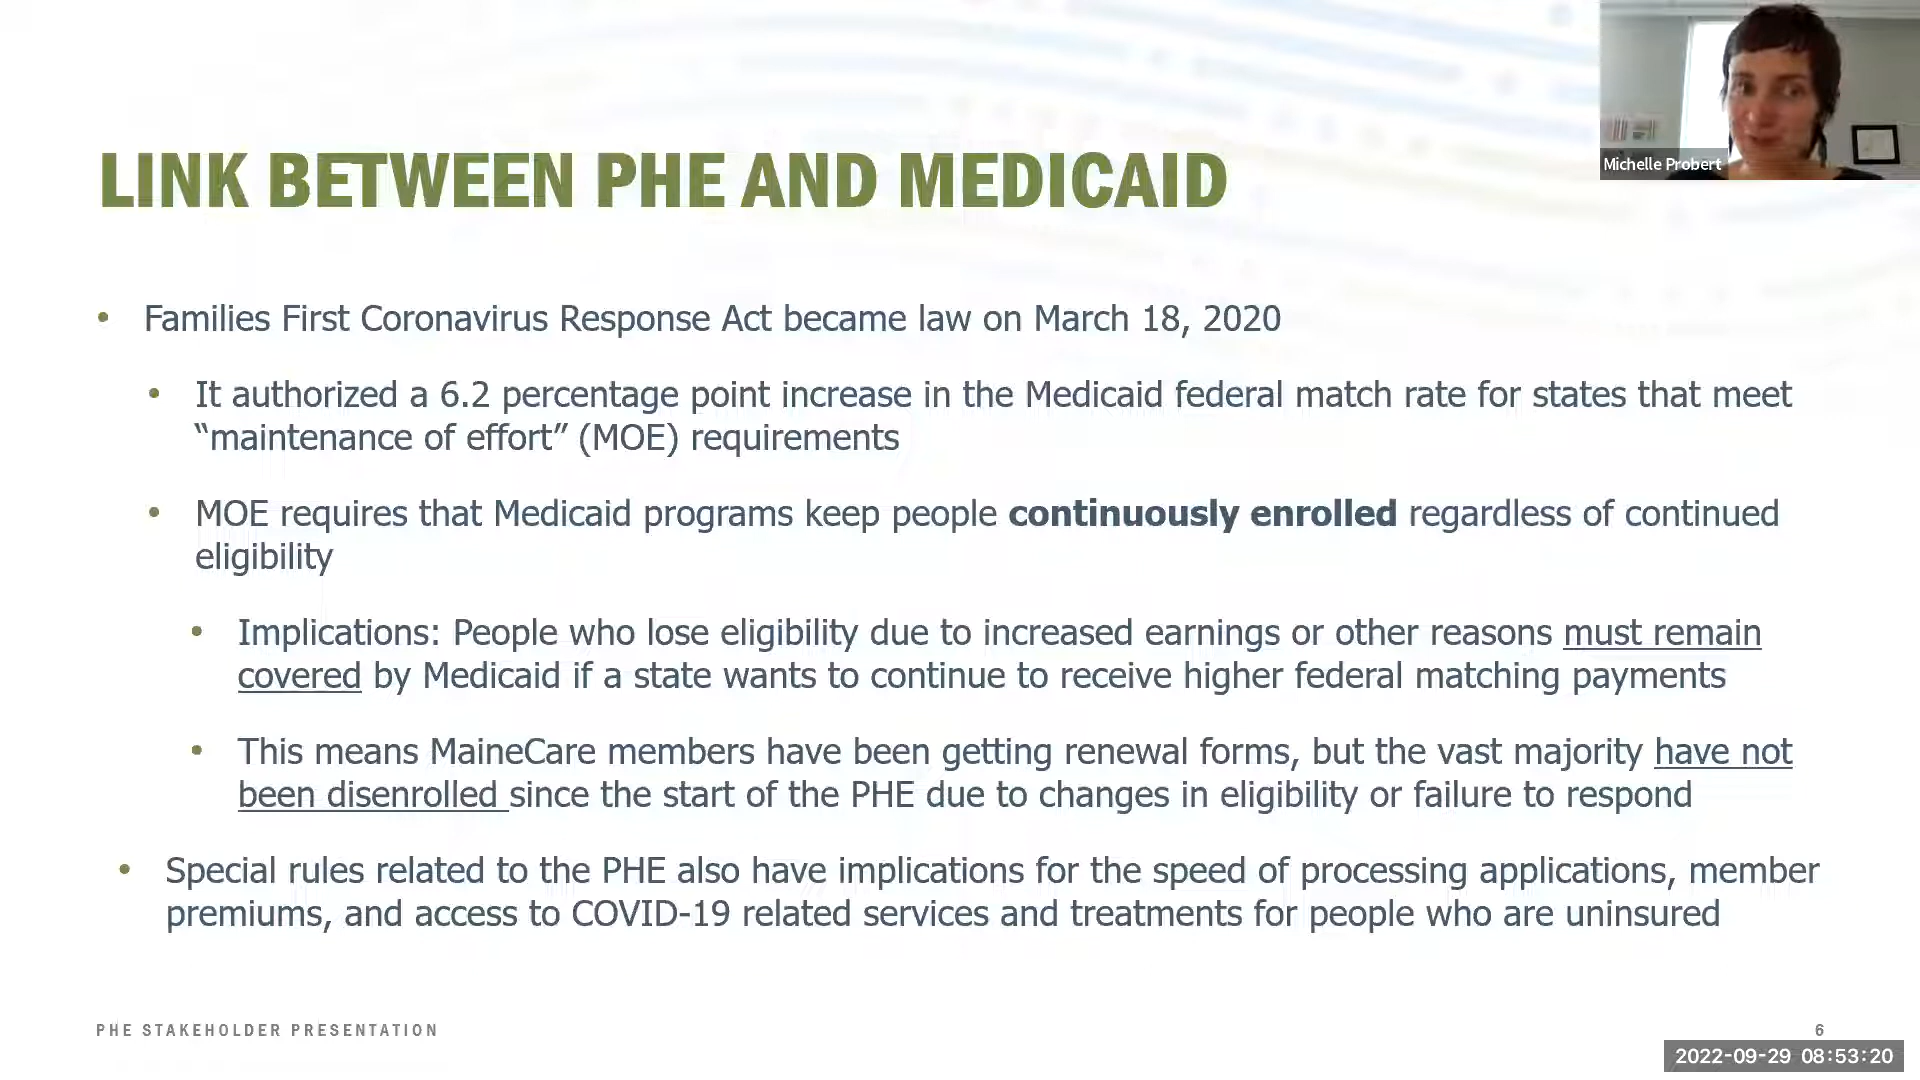 Michelle Probert
LINK BETWEEN PHE AND MEDICAID
• Families First Coronavirus Response Act became law on March 18, 2020
• It authorized a 6.2 percentage point increase in the Medicaid federal match rate for states that meet
“maintenance of effort” (MOE) requirements
• MOE requires that Medicaid programs keep people continuously enrolled regardless of continued
eligibility
• Implications: People who lose eligibility due to increased earnings or other reasons must remain
covered by Medicaid if a state wants to continue to receive higher federal matching payments
• This means MaineCare members have been getting renewal forms, but the vast majority have not
been disenrolled since the start of the PHE due to changes in eligibility or failure to respond
• Special rules related to the PHE also have implications for the speed of processing applications, member
premiums, and access to COVID-19 related services and treatments for people who are uninsured
PHE STAKEHOLDER PRESENTATION
6
2022-09-29 08:53:20